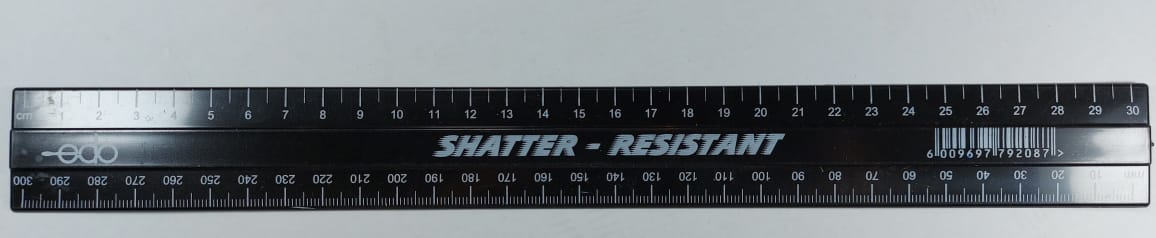 cm 1 2 3 4 5 6 7 8 9 10 11 12 13 14 15 16 17 18 19 20 21 22 23 24 25 26 27 28 29 30
SHATTER - RESISTANT
6 009697 792087 >
300 290 280 270 260 250 240 230 220 210 200 190 180 170 160 150 140 130 120 110 100 90 80 70 60 50 40 30 20 10 mm